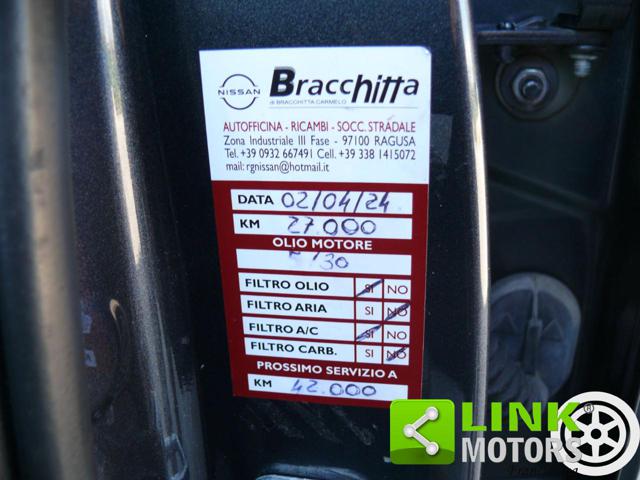 NISSAN
Bracchitta
di BRACCHITTA CARMELO
AUTOFFICINA - RICAMBI - SOCC. STRADALE
Zona Industriale III Fase - 97100 RAGUSA
Tel. +39 0932 667491 Cell. +39 338 1415072
mail: rgnissan@hotmail.it
DATA 02/04/24
KM 27.000
OLIO MOTORE
30
FILTRO OLIO SI NO
FILTRO ARIA SI NO
FILTRO A/C SI NO
FILTRO CARB. SI NO
PROSSIMO SERVIZIO A
KM 42.000
LINK
MOTORS